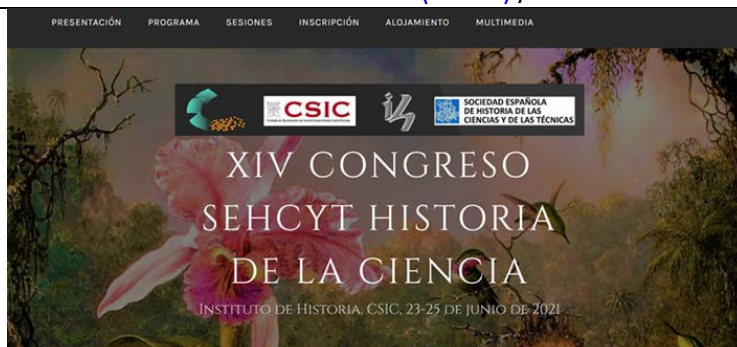 PRESENTACIÓN PROGRAMA SESIONES INSCRIPCIÓN ALOJAMIENTO MULTIMEDIA
CSIC
SOCIEDAD ESPAÑOLA
DE HISTORIA DE LAS
CIENCIAS Y DE LAS TÉCNICAS
XIV CONGRESO
SEHCYT HISTORIA
DE LA CIENCIA
INSTITUTO DE HISTORIA, CSIC, 23-25 DE JUNIO DE 2021